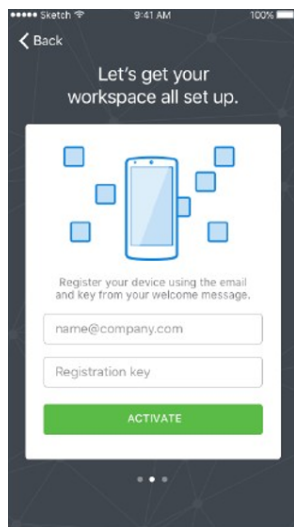 Sketch 9:41 AM 100%
Back
Let's get your
workspace all set up.
Register your device using the email
and key from your welcome message.
name@company.com
Registration key
ACTIVATE